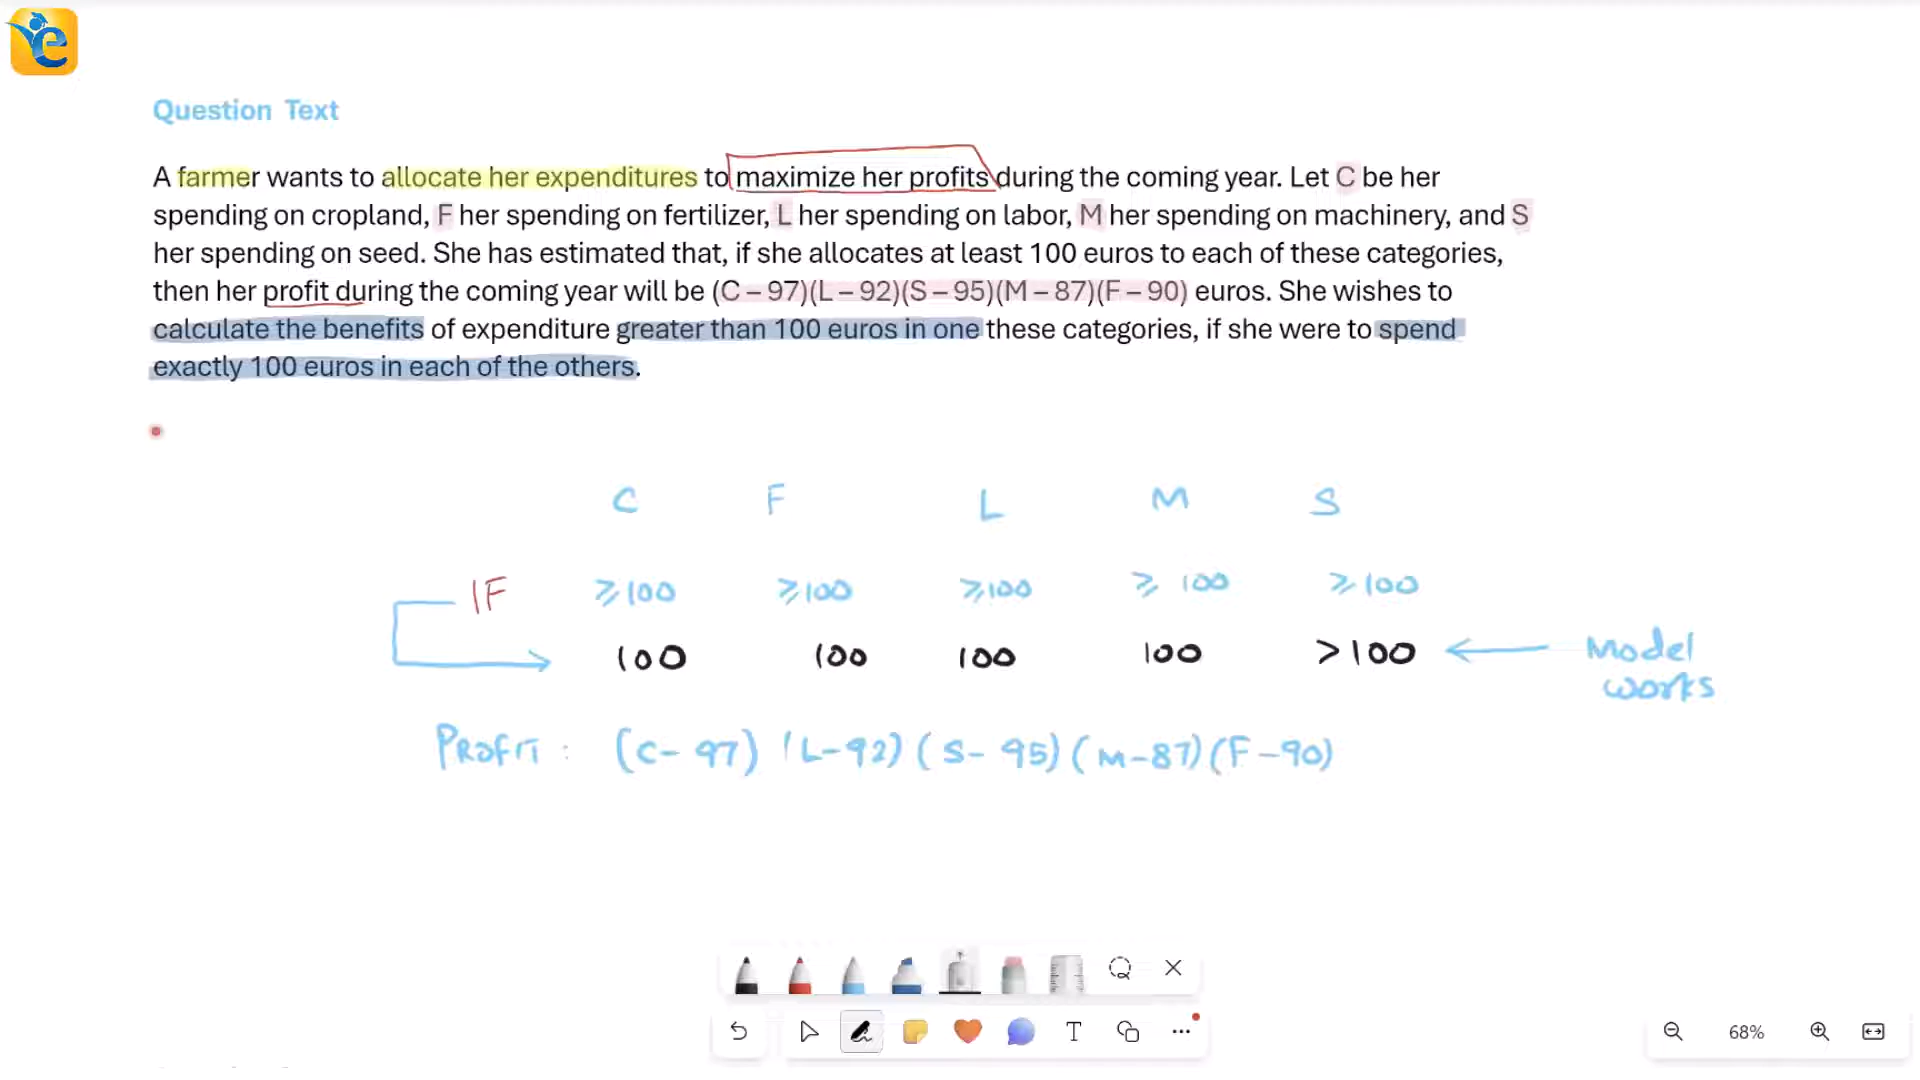 Question Text
A farmer wants to allocate her expenditures to maximize her profits during the coming year. Let C be her
spending on cropland, F her spending on fertilizer, L her spending on labor, M her spending on machinery, and S
her spending on seed. She has estimated that, if she allocates at least 100 euros to each of these categories,
then her profit during the coming year will be (C – 97)(L – 92)(S – 95)(M – 87)(F – 90) euros. She wishes to
calculate the benefits of expenditure greater than 100 euros in one these categories, if she were to spend
exactly 100 euros in each of the others.
C F L M S
IF ≥100 ≥100 ≥100 ≥100 ≥100
100 100 100 100 >100 Model
works
PROFIT: (C-97) (L-92) (S-95) (M-87) (F-90)
68%